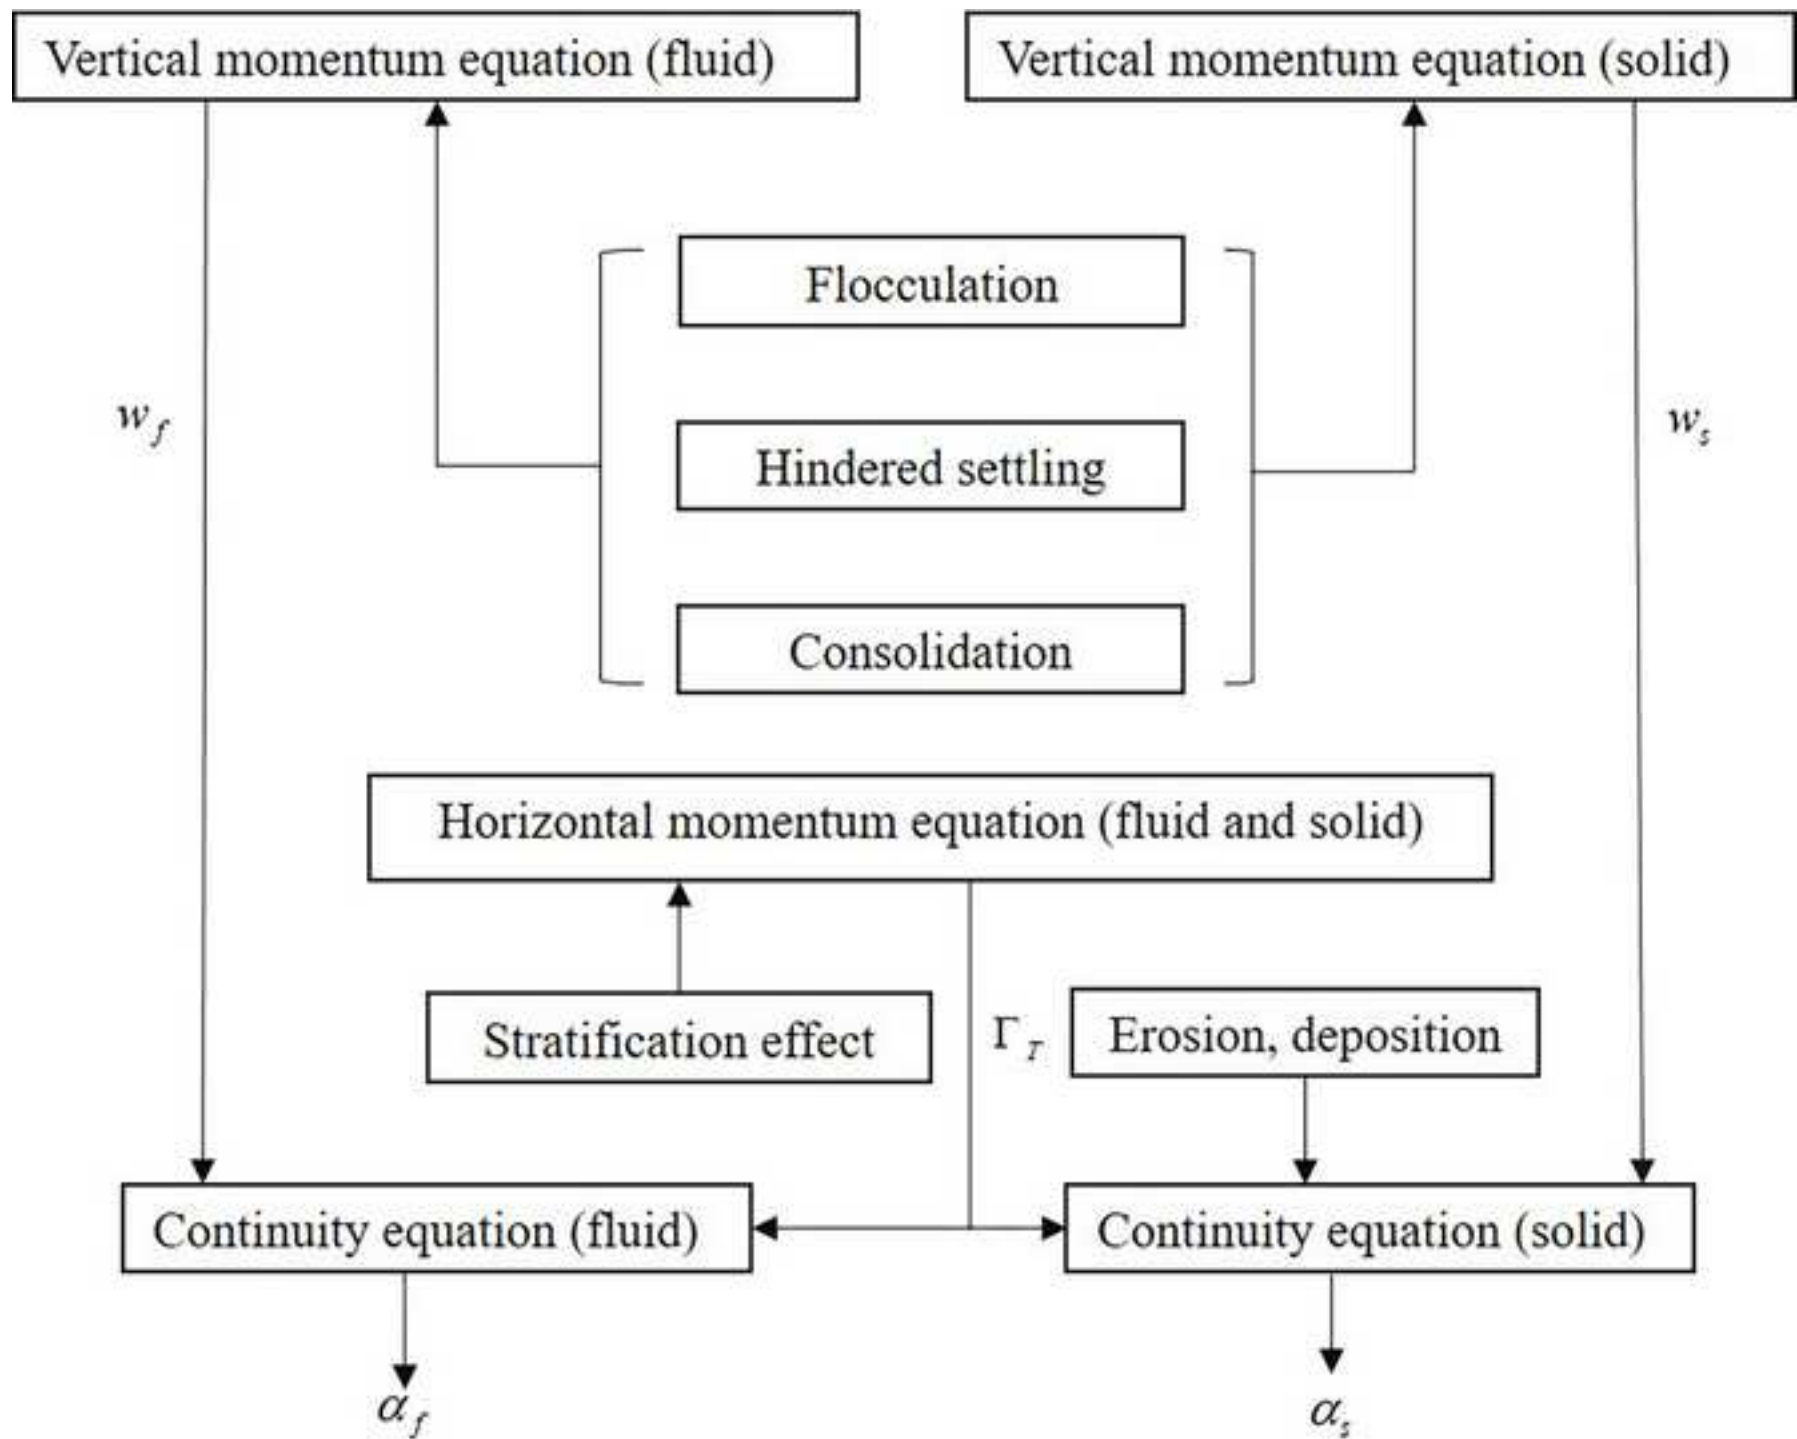 Vertical momentum equation (fluid)
Vertical momentum equation (solid)
Flocculation
w_f
w_s
Hindered settling
Consolidation
Horizontal momentum equation (fluid and solid)
Stratification effect
Γ_T
Erosion, deposition
Continuity equation (fluid)
Continuity equation (solid)
α_f
α_s